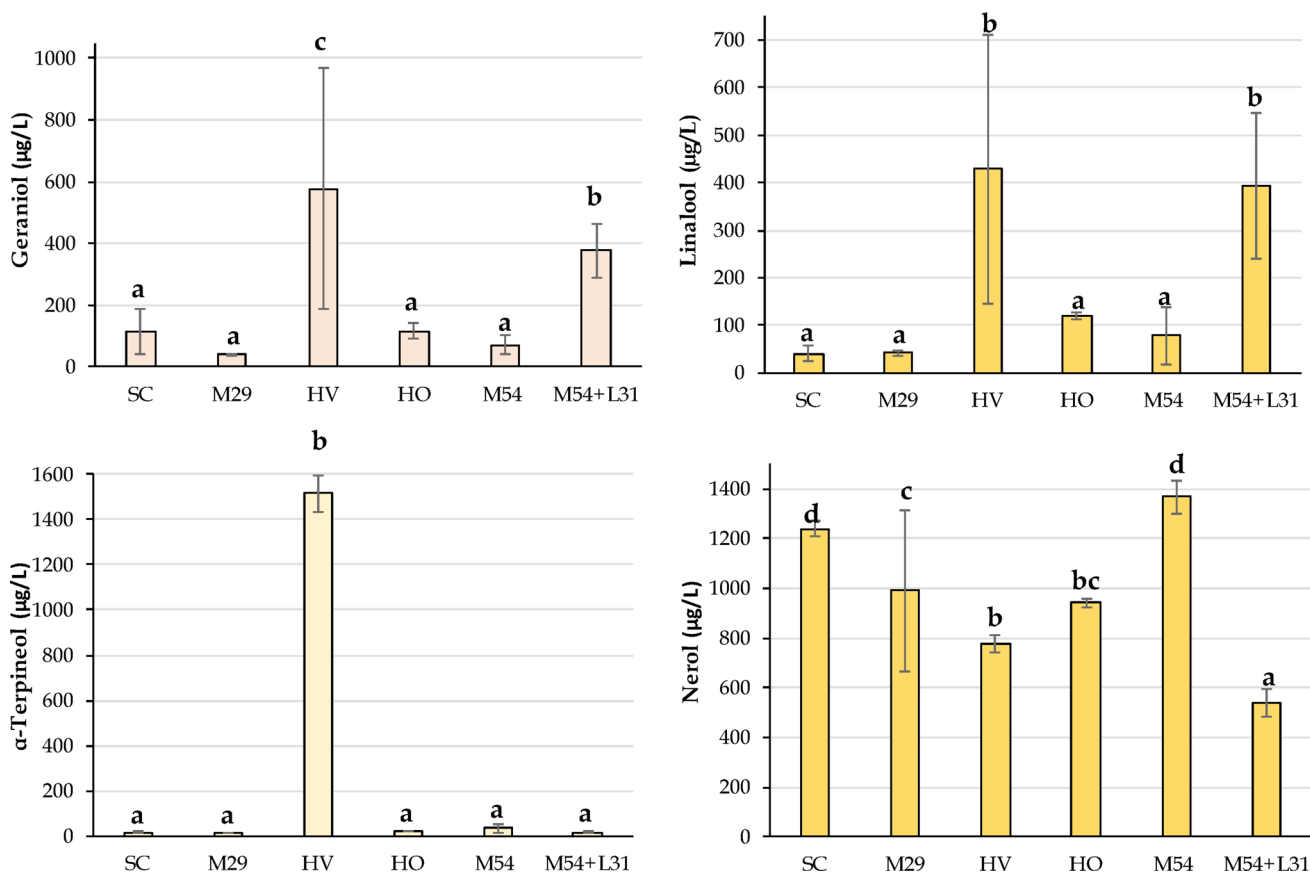 Geraniol (µg/L)
1000
800
600
400
200
0
a
a
c
a
a
b
SC M29 HV HO M54 M54+L31
Linalool (µg/L)
700
600
500
400
300
200
100
0
a
a
b
a
a
b
SC M29 HV HO M54 M54+L31
α-Terpineol (µg/L)
1600
1400
1200
1000
800
600
400
200
0
a
a
b
a
a
a
SC M29 HV HO M54 M54+L31
Nerol (µg/L)
1400
1200
1000
800
600
400
200
0
d
c
b
bc
d
a
SC M29 HV HO M54 M54+L31